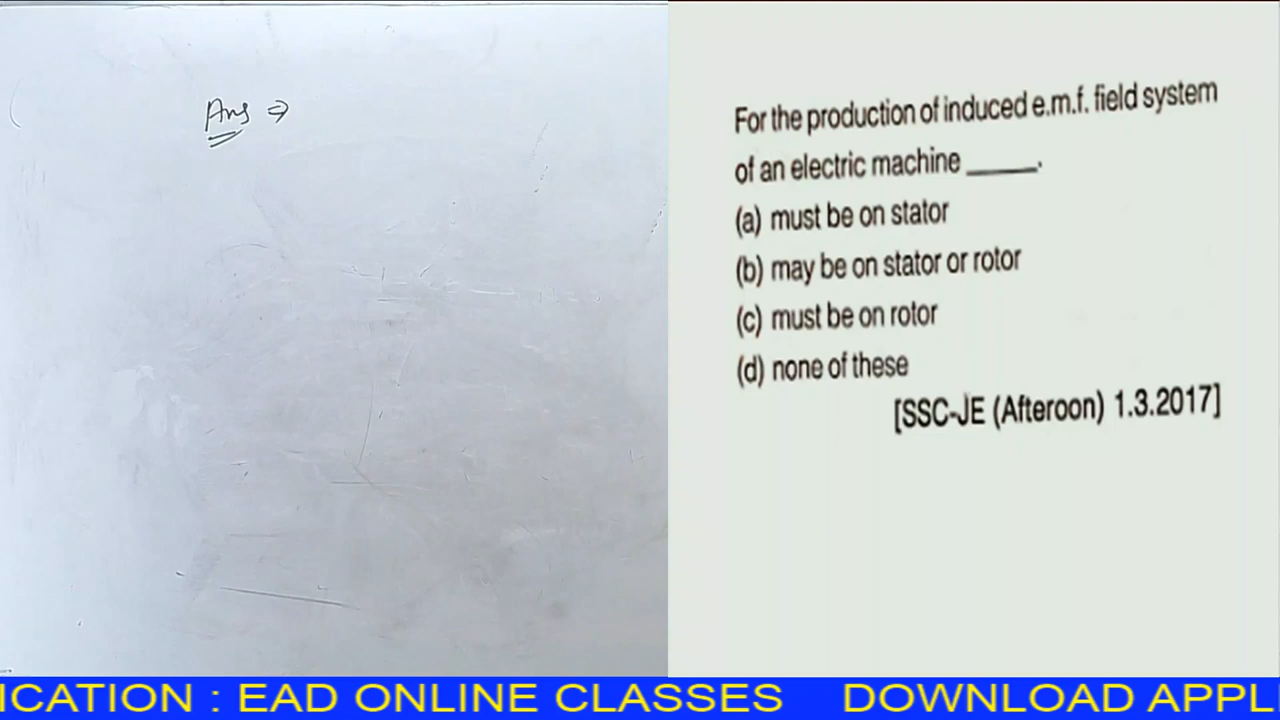 Ans ⇒
For the production of induced e.m.f. field system
of an electric machine _____.
(a) must be on stator
(b) may be on stator or rotor
(c) must be on rotor
(d) none of these
[SSC-JE (Afteroon) 1.3.2017]
ICATION : EAD ONLINE CLASSES DOWNLOAD APPL